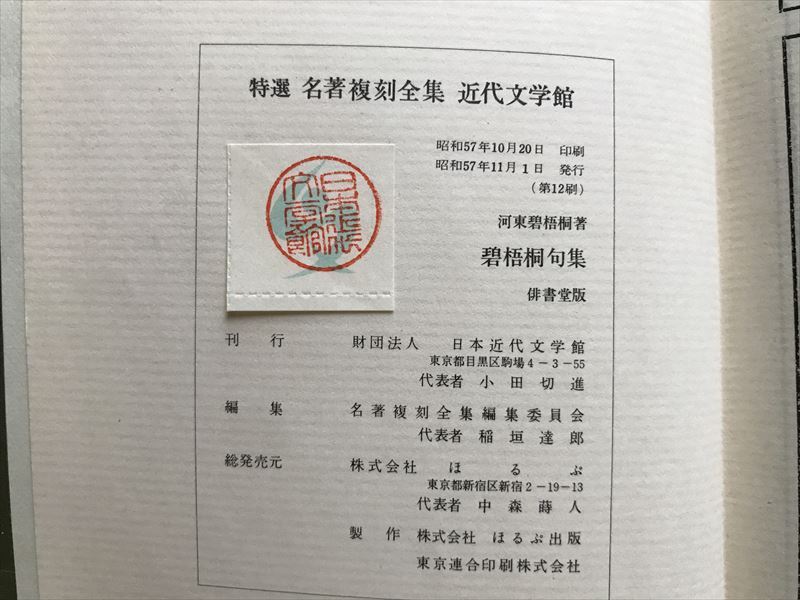 特選 名著複刻全集 近代文学館
昭和57年10月20日 印刷
昭和57年11月1日 発行
(第12刷)
河東碧梧桐著
碧梧桐句集
俳書堂版
刊行 財団法人 日本近代文学館
東京都目黒区駒場4-3-55
代表者 小田切進
編集 名著複刻全集編集委員会
代表者 稲垣達郎
総発売元 株式会社 ほるぷ
東京都新宿区新宿2-19-13
代表者 中森蒔人
製作 株式会社 ほるぷ出版
東京連合印刷株式会社